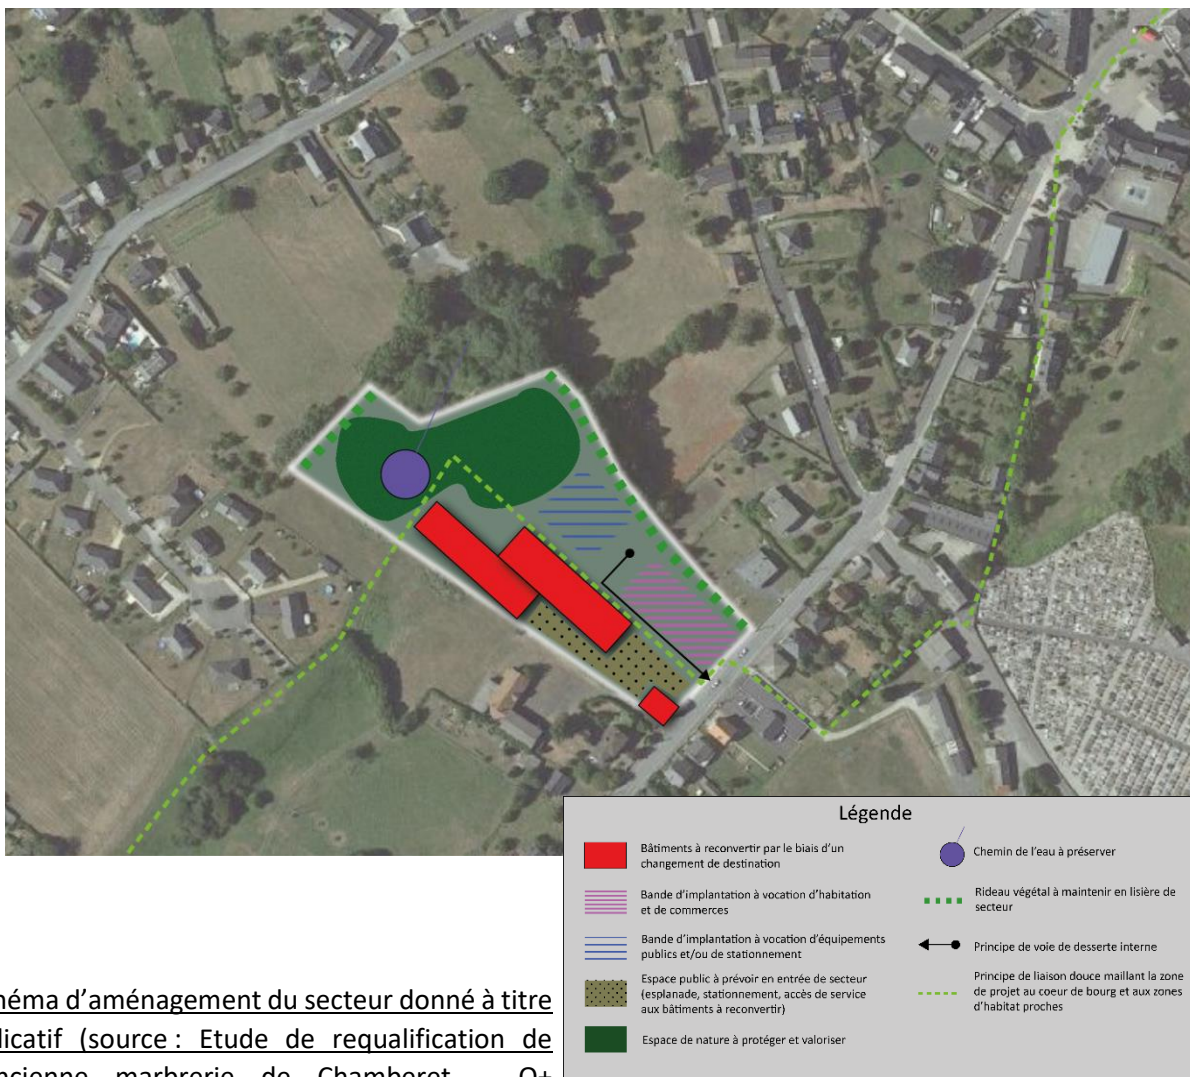 Légende
Bâtiments à reconvertir par le biais d'un
changement de destination
Bande d'implantation à vocation d'habitation
et de commerces
Bande d'implantation à vocation d'équipements
publics et/ou de stationnement
Espace public à prévoir en entrée de secteur
(esplanade, stationnement, accès de service
aux bâtiments à reconvertir)
Espace de nature à protéger et valoriser
Chemin de l'eau à préserver
Rideau végétal à maintenir en lisière de
secteur
Principe de voie de desserte interne
Principe de liaison douce maillant la zone
de projet au coeur de bourg et aux zones
d'habitat proches
d'aménagement du secteur donné à titre
(source : Etude de requalification de
marbrerie de Chamberet